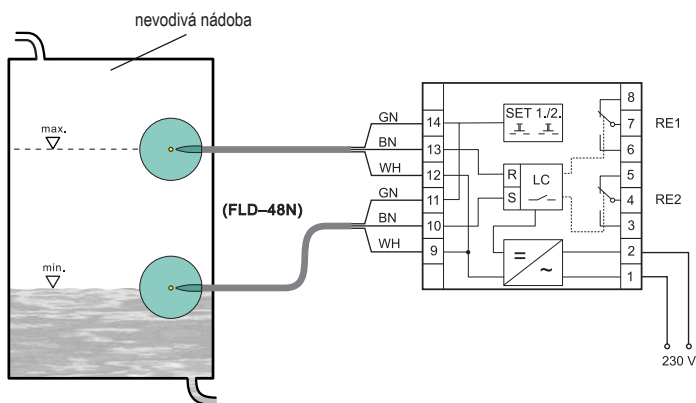 nevodivá nádoba
max.
min.
(FLD–48N)
GN
BN
WH
GN
BN
WH
14
13
12
11
10
9
SET 1./2.
R
S
LC
=
~
8
7
6
5
4
3
2
1
RE1
RE2
230 V